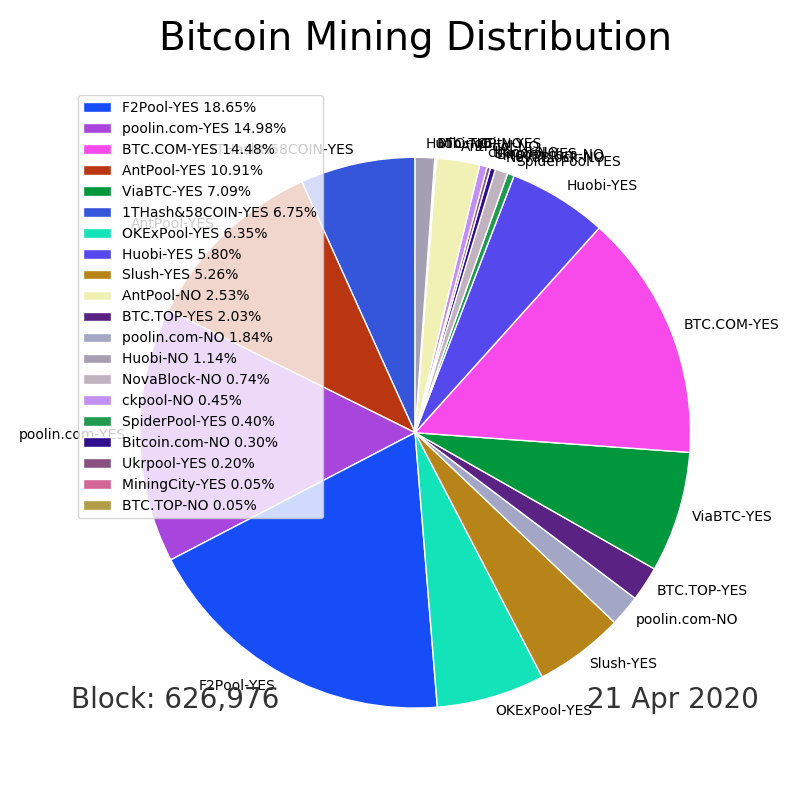 Bitcoin Mining Distribution
F2Pool-YES 18.65%
poolin.com-YES 14.98%
BTC.COM-YES 14.48%
AntPool-YES 10.91%
ViaBTC-YES 7.09%
1THash&58COIN-YES 6.75%
OKExPool-YES 6.35%
Huobi-YES 5.80%
Slush-YES 5.26%
AntPool-NO 2.53%
BTC.TOP-YES 2.03%
poolin.com-NO 1.84%
Huobi-NO 1.14%
NovaBlock-NO 0.74%
ckpool-NO 0.45%
SpiderPool-YES 0.40%
Bitcoin.com-NO 0.30%
Ukrpool-YES 0.20%
MiningCity-YES 0.05%
BTC.TOP-NO 0.05%
SpiderPool-YES
Huobi-YES
BTC.COM-YES
ViaBTC-YES
BTC.TOP-YES
poolin.com-NO
Slush-YES
OKExPool-YES
F2Pool-YES
poolin.com-YES
AntPool-YES
58COIN-YES
Block: 626,976
21 Apr 2020